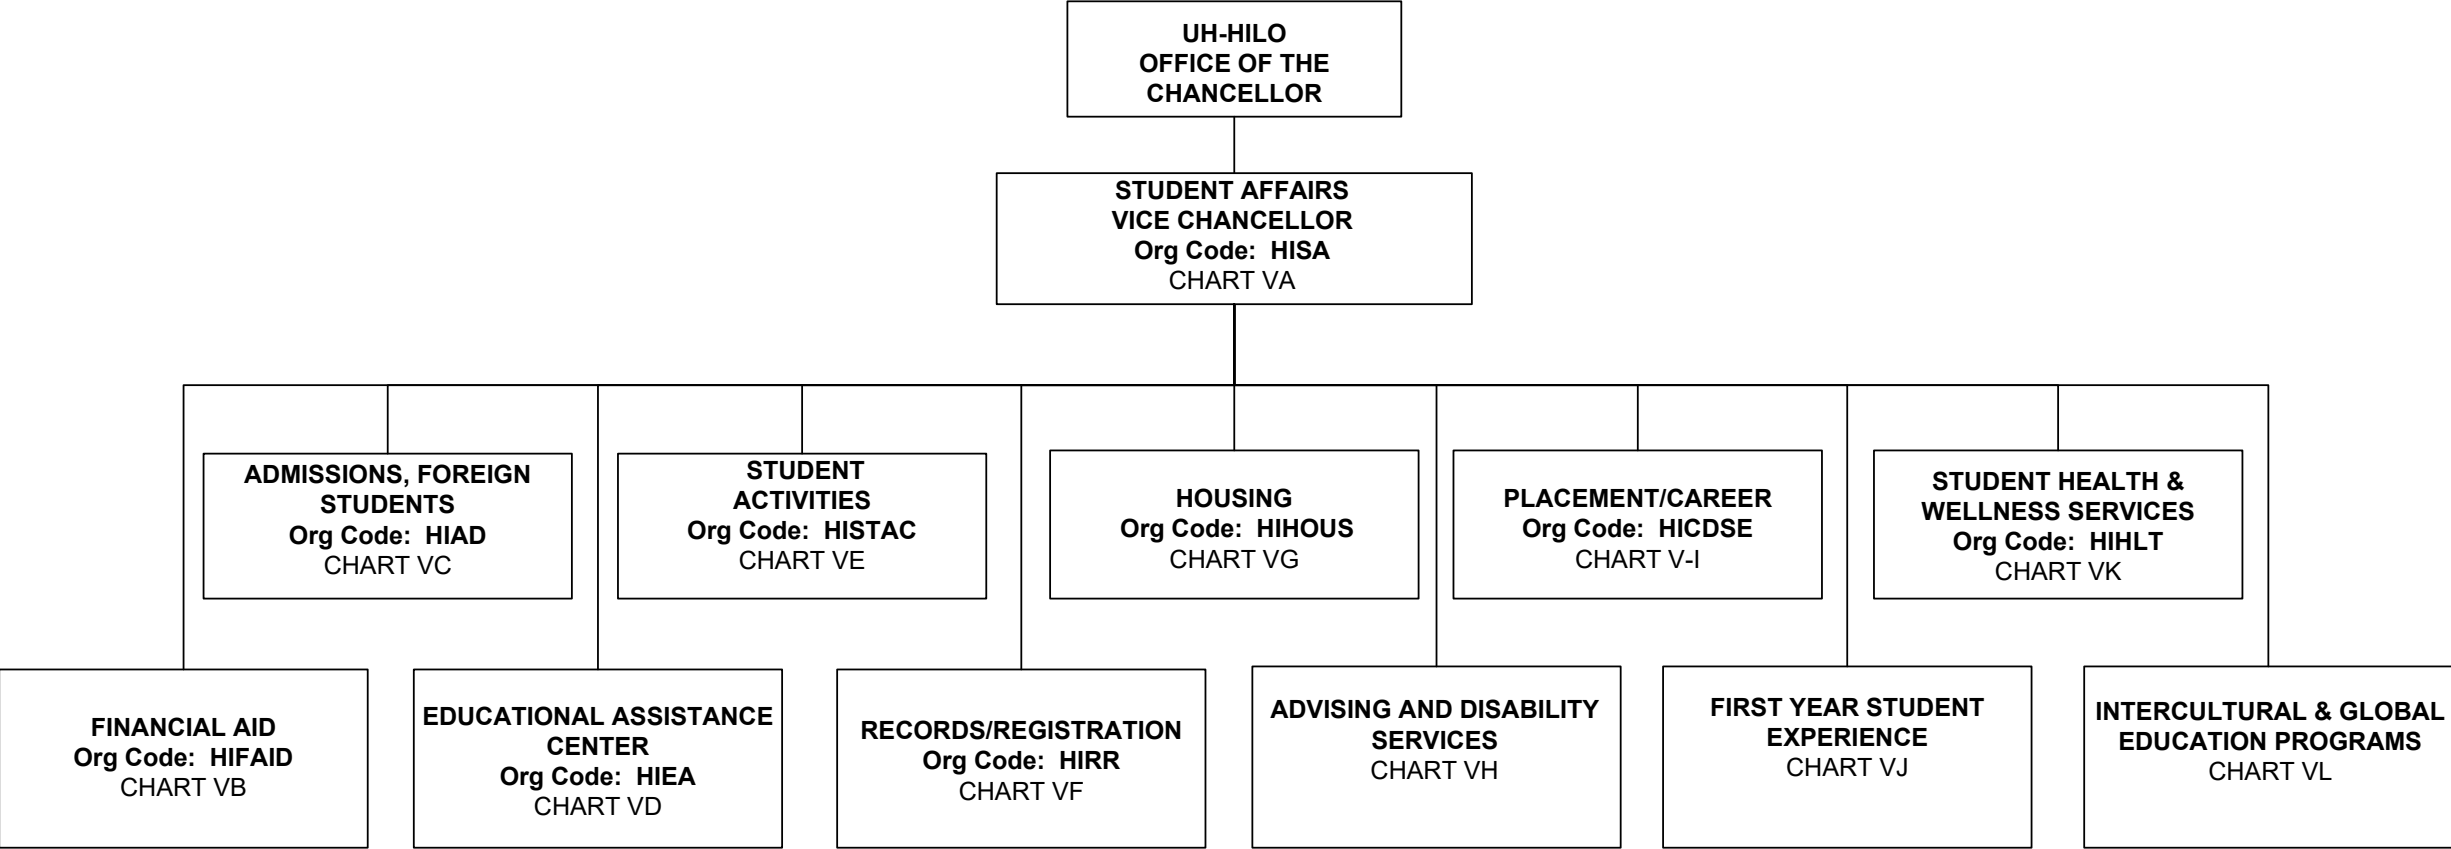 UH-HILO
OFFICE OF THE
CHANCELLOR
STUDENT AFFAIRS
VICE CHANCELLOR
Org Code:  HISA
CHART VA
ADMISSIONS, FOREIGN
STUDENTS
Org Code:  HIAD
CHART VC
STUDENT
ACTIVITIES
Org Code:  HISTAC
CHART VE
HOUSING
Org Code:  HIHOUS
CHART VG
PLACEMENT/CAREER
Org Code:  HICDSE
CHART V-I
STUDENT HEALTH &
WELLNESS SERVICES
Org Code:  HIHLT
CHART VK
FINANCIAL AID
Org Code:  HIFAID
CHART VB
EDUCATIONAL ASSISTANCE
CENTER
Org Code:  HIEA
CHART VD
RECORDS/REGISTRATION
Org Code:  HIRR
CHART VF
ADVISING AND DISABILITY
SERVICES
CHART VH
FIRST YEAR STUDENT
EXPERIENCE
CHART VJ
INTERCULTURAL & GLOBAL
EDUCATION PROGRAMS
CHART VL